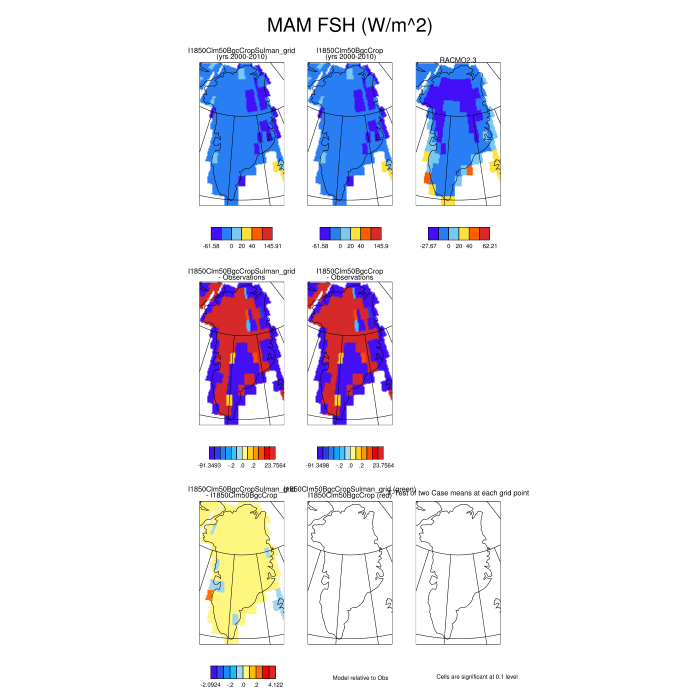 MAM FSH (W/m^2)
I1850Clm50BgcCropSulman_grid
(yrs 2000-2010)
I1850Clm50BgcCrop
(yrs 2000-2010)
RACMO2.3
-61.58 0 20 40 145.91
-61.58 0 20 40 145.9
-27.67 0 20 40 62.21
I1850Clm50BgcCropSulman_grid
- Observations
I1850Clm50BgcCrop
- Observations
-91.3493 -.2 .0 .2 23.7564
-91.3498 -.2 .0 .2 23.7564
I1850Clm50BgcCropSulman_grid
- I1850Clm50BgcCrop
I1850Clm50BgcCropSulman_grid (green)
I1850Clm50BgcCrop (red)
Test of two Case means at each grid point
-2.0924 -.2 .0 .2 4.122
Model relative to Obs
Cells are significant at 0.1 level